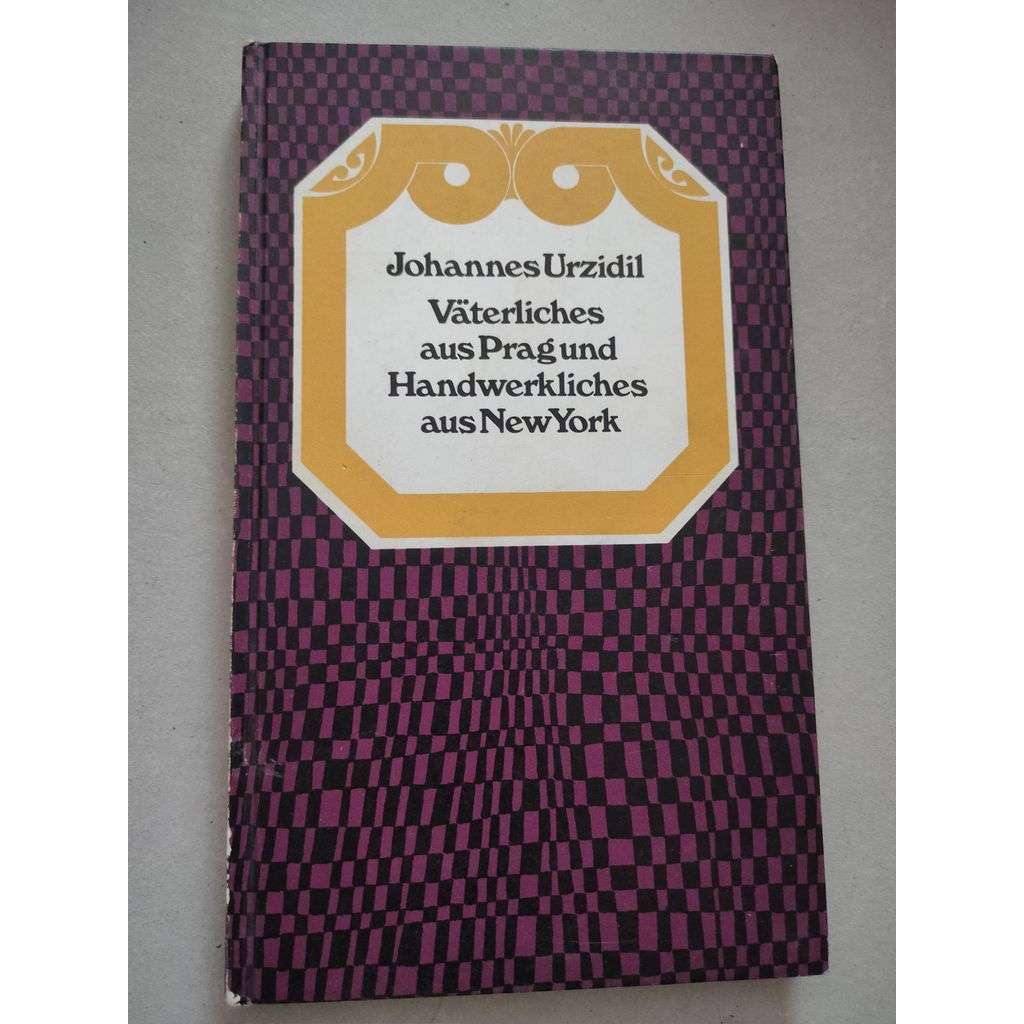 Johannes Urzidil
Väterliches
aus Prag und
Handwerkliches
aus New York